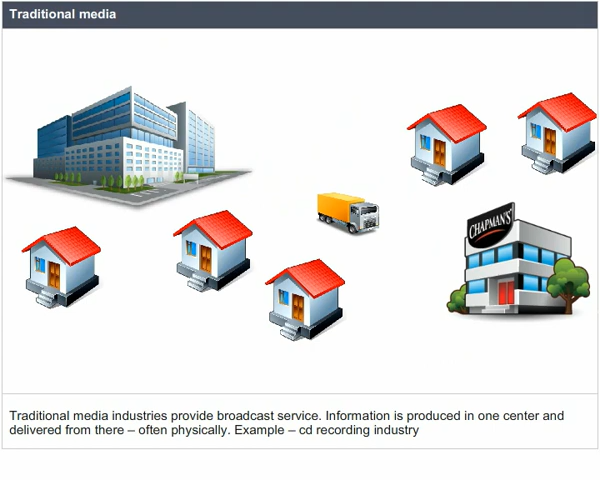 Traditional media
CHAPMAN'S
Traditional media industries provide broadcast service. Information is produced in one center and
delivered from there – often physically. Example – cd recording industry